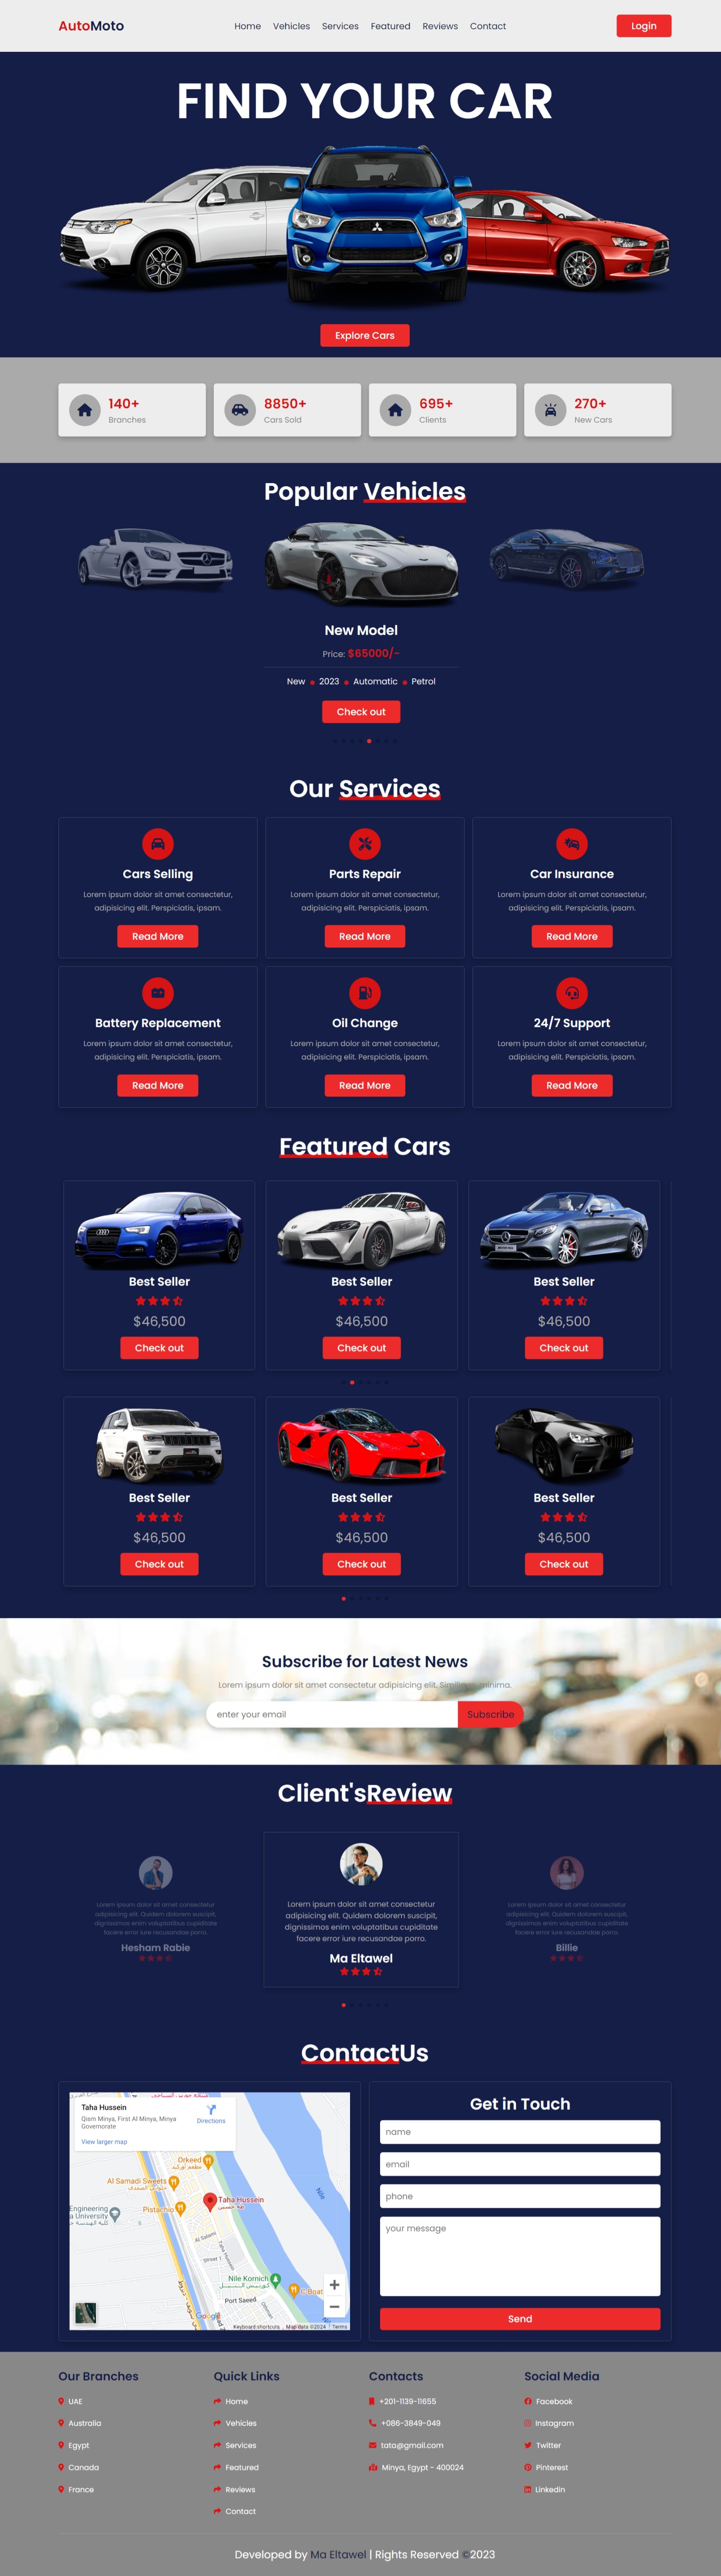 AutoMoto
Home Vehicles Services Featured Reviews Contact
Login
FIND YOUR CAR
Explore Cars
140+
Branches
8850+
Cars Sold
695+
Clients
270+
New Cars
Popular Vehicles
New Model
Price: $65000/-
New 2023 Automatic Petrol
Check out
Our Services
Cars Selling
Lorem ipsum dolor sit amet consectetur,
adipisicing elit. Perspiciatis, ipsam.
Read More
Parts Repair
Lorem ipsum dolor sit amet consectetur,
adipisicing elit. Perspiciatis, ipsam.
Read More
Car Insurance
Lorem ipsum dolor sit amet consectetur,
adipisicing elit. Perspiciatis, ipsam.
Read More
Battery Replacement
Lorem ipsum dolor sit amet consectetur,
adipisicing elit. Perspiciatis, ipsam.
Read More
Oil Change
Lorem ipsum dolor sit amet consectetur,
adipisicing elit. Perspiciatis, ipsam.
Read More
24/7 Support
Lorem ipsum dolor sit amet consectetur,
adipisicing elit. Perspiciatis, ipsam.
Read More
Featured Cars
Best Seller
$46,500
Check out
Best Seller
$46,500
Check out
Best Seller
$46,500
Check out
Best Seller
$46,500
Check out
Best Seller
$46,500
Check out
Best Seller
$46,500
Check out
Subscribe for Latest News
Lorem ipsum dolor sit amet consectetur adipisicing elit. Similique, minima.
enter your email
Subscribe
Client'sReview
Lorem ipsum dolor sit amet consectetur
adipisicing elit. Quidem dolorem suscipit,
dignissimos enim voluptatibus cupiditate
facere error iure recusandae porro.
Hesham Rabie
Lorem ipsum dolor sit amet consectetur
adipisicing elit. Quidem dolorem suscipit,
dignissimos enim voluptatibus cupiditate
facere error iure recusandae porro.
Ma Eltawel
Lorem ipsum dolor sit amet consectetur
adipisicing elit. Quidem dolorem suscipit,
dignissimos enim voluptatibus cupiditate
facere error iure recusandae porro.
Billie
ContactUs
Taha Hussein
Qism Minya, First Al Minya, Minya
Governorate
Directions
View larger map
Orkeed
أوركيد
Al Samadi Sweets
حلواني الصمدي
Pistachio
Taha Hussein
طه حسين
Engineering
a University
كلية الهندسة
Nile
Al Salami
Street 1
Taha Hussein
Nile Kornich
كورنيش النيل
Port Saeed
Boat
Google
Keyboard shortcuts Map data ©2024 Terms
Get in Touch
name
email
phone
your message
Send
Our Branches
UAE
Australia
Egypt
Canada
France
Quick Links
Home
Vehicles
Services
Featured
Reviews
Contact
Contacts
+201-1139-11655
+086-3849-049
tata@gmail.com
Minya, Egypt - 400024
Social Media
Facebook
Instagram
Twitter
Pinterest
Linkedin
Developed by Ma Eltawel | Rights Reserved ©2023